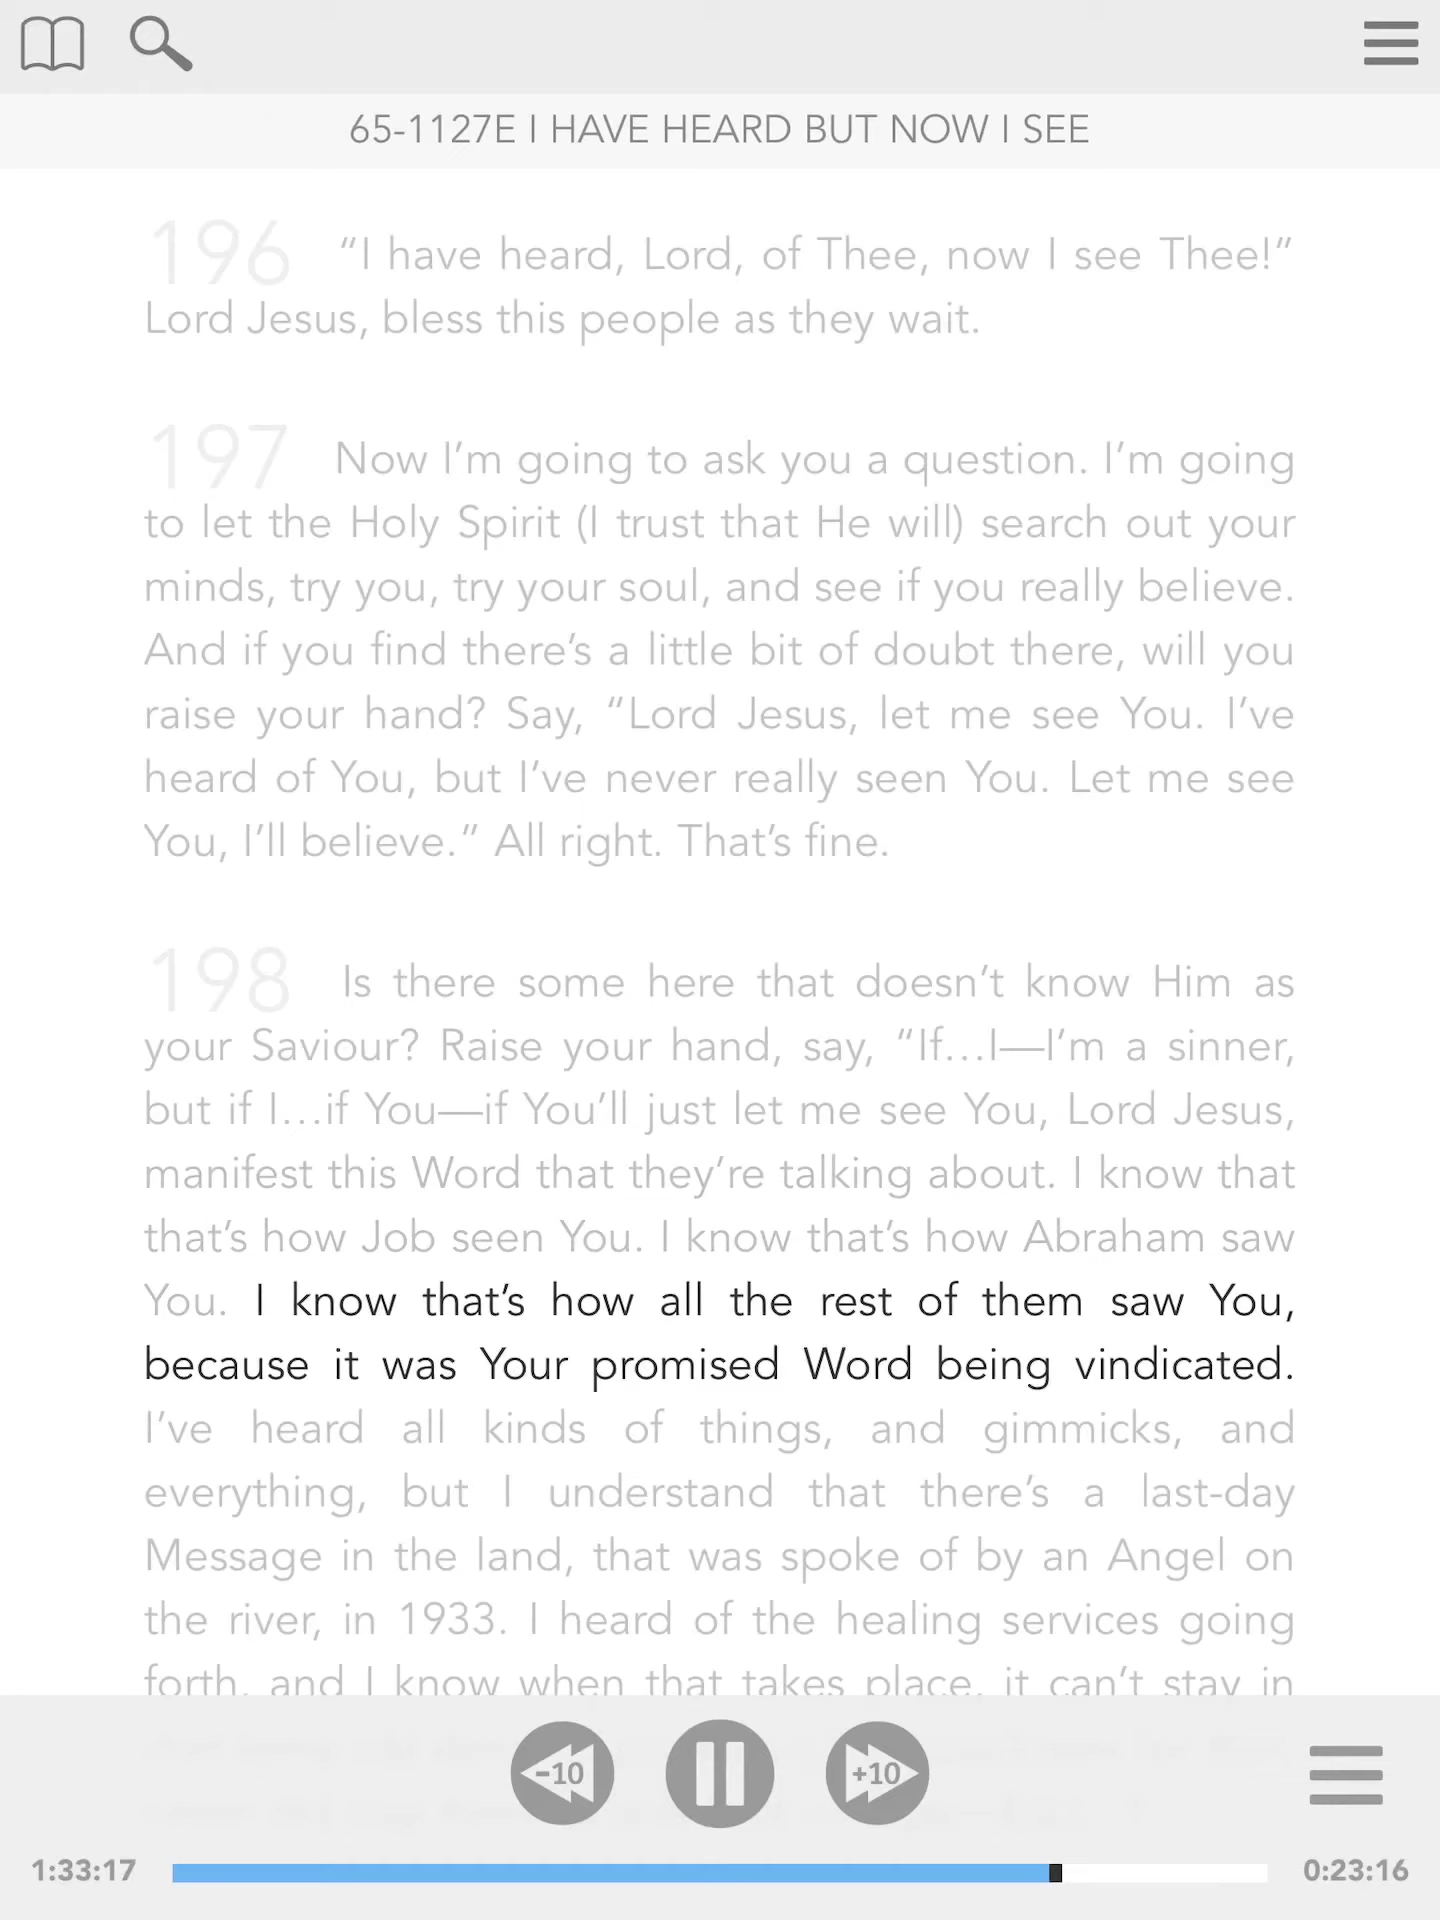 65-1127E I HAVE HEARD BUT NOW I SEE
196 “I have heard, Lord, of Thee, now I see Thee!”
Lord Jesus, bless this people as they wait.
197 Now I’m going to ask you a question. I’m going
to let the Holy Spirit (I trust that He will) search out your
minds, try you, try your soul, and see if you really believe.
And if you find there’s a little bit of doubt there, will you
raise your hand? Say, “Lord Jesus, let me see You. I’ve
heard of You, but I’ve never really seen You. Let me see
You, I’ll believe.” All right. That’s fine.
198 Is there some here that doesn’t know Him as
your Saviour? Raise your hand, say, “If…I—I’m a sinner,
but if I…if You—if You’ll just let me see You, Lord Jesus,
manifest this Word that they’re talking about. I know that
that’s how Job seen You. I know that’s how Abraham saw
You. I know that’s how all the rest of them saw You,
because it was Your promised Word being vindicated.
I’ve heard all kinds of things, and gimmicks, and
everything, but I understand that there’s a last-day
Message in the land, that was spoke of by an Angel on
the river, in 1933. I heard of the healing services going
forth, and I know when that takes place, it can’t stay in
-10 +10
1:33:17 0:23:16